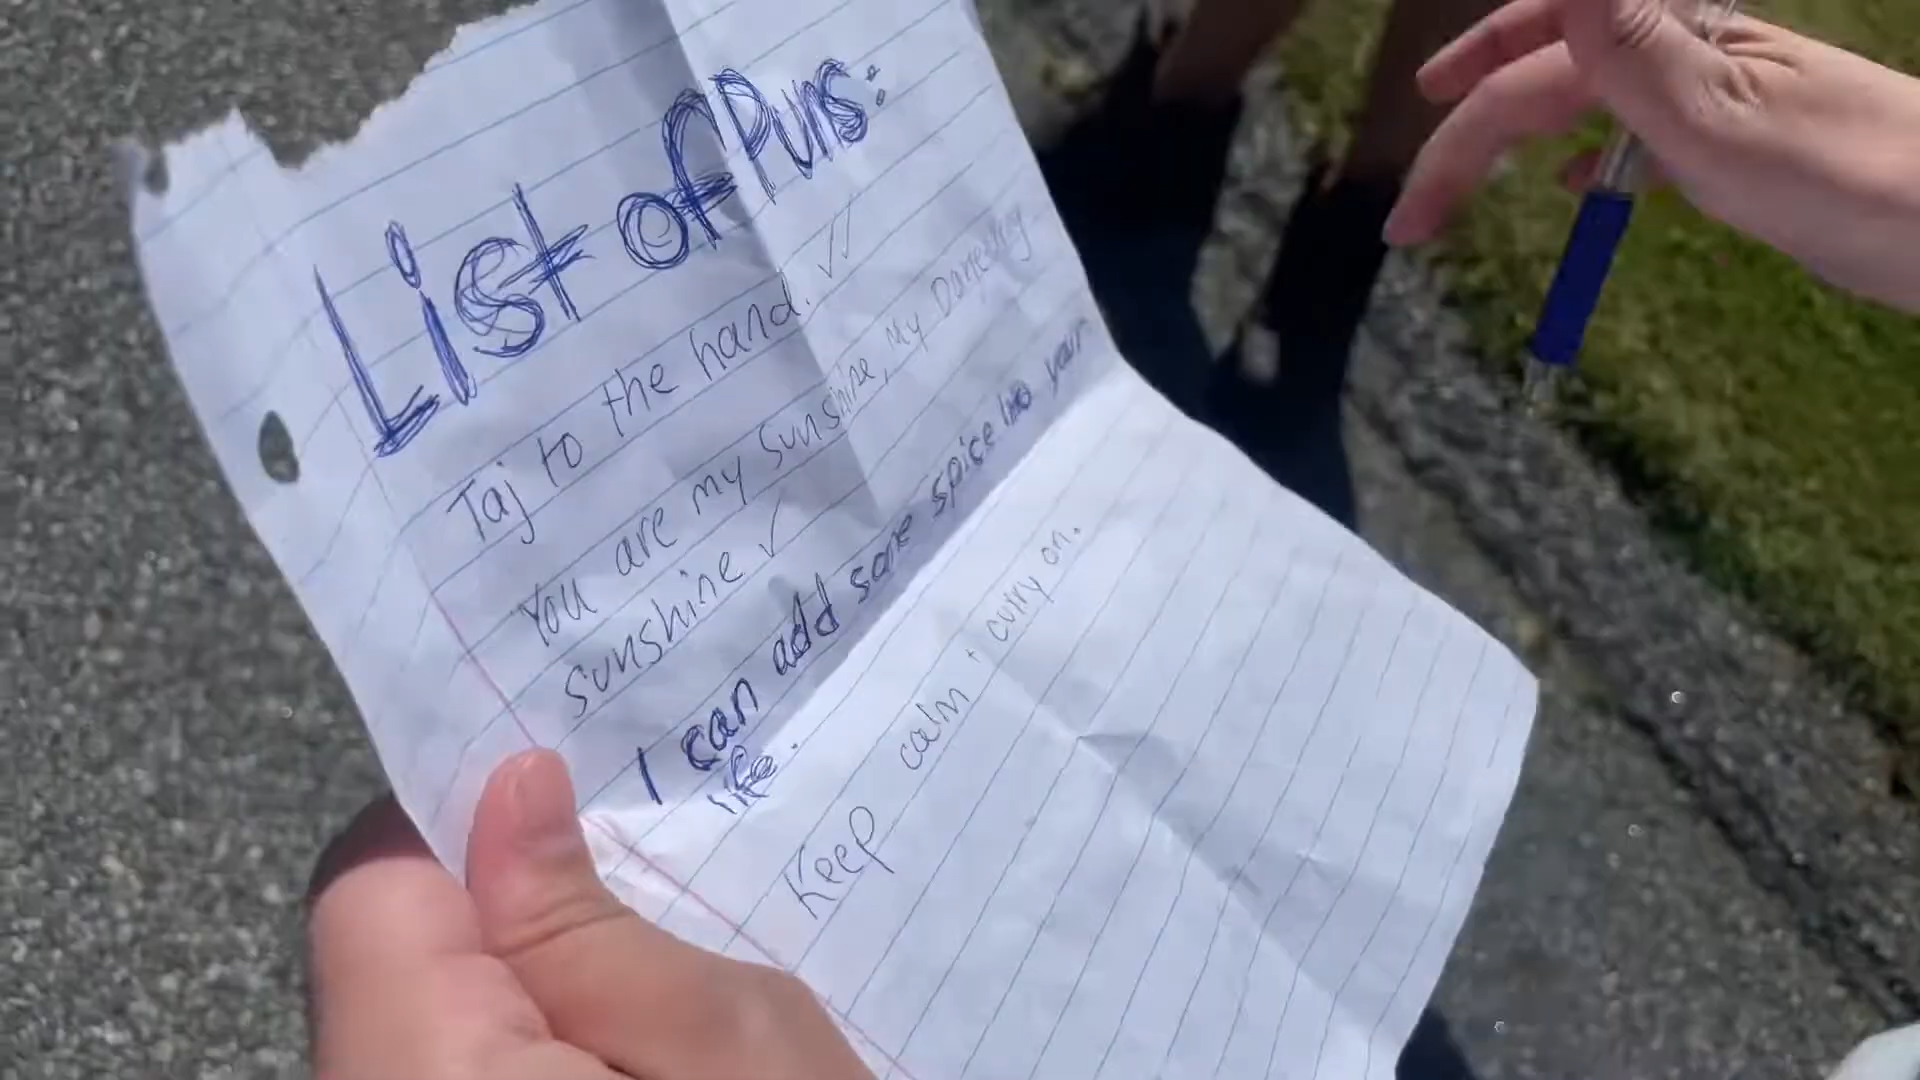 List of Puns:
Taj to the hand. ✓✓
You are my sunshine, My
sunshine ✓
I can add some spice into your
life.
Keep calm + curry on.